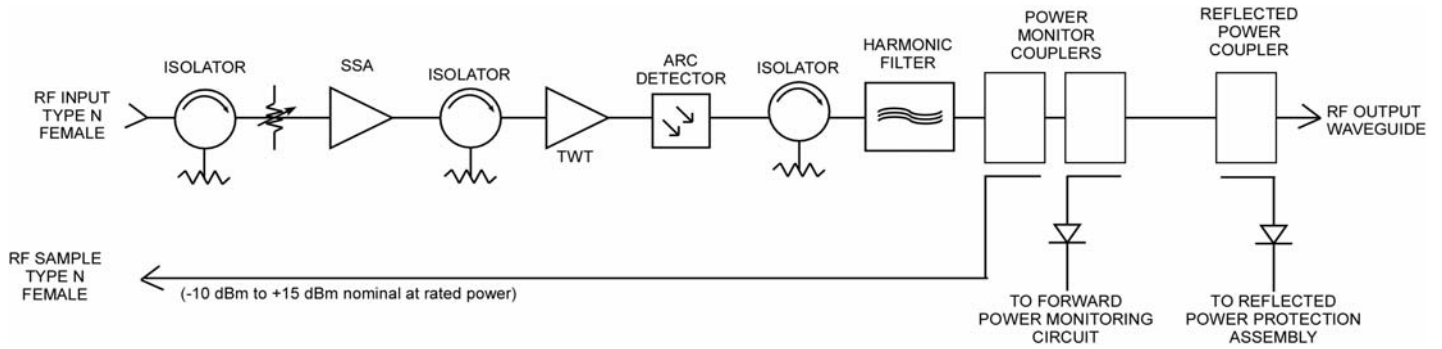 RF INPUT
TYPE N
FEMALE
ISOLATOR
SSA
ISOLATOR
TWT
ARC
DETECTOR
ISOLATOR
HARMONIC
FILTER
POWER
MONITOR
COUPLERS
REFLECTED
POWER
COUPLER
RF OUTPUT
WAVEGUIDE
RF SAMPLE
TYPE N
FEMALE
(-10 dBm to +15 dBm nominal at rated power)
TO FORWARD
POWER MONITORING
CIRCUIT
TO REFLECTED
POWER PROTECTION
ASSEMBLY